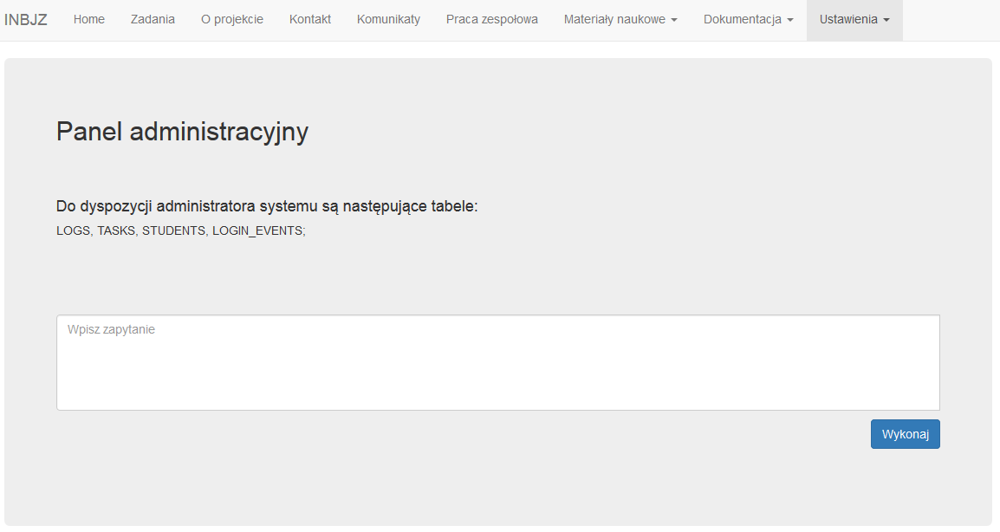 INBJZ Home Zadania O projekcie Kontakt Komunikaty Praca zespołowa Materiały naukowe Dokumentacja Ustawienia
Panel administracyjny
Do dyspozycji administratora systemu są następujące tabele:
LOGS, TASKS, STUDENTS, LOGIN_EVENTS;
Wpisz zapytanie
Wykonaj